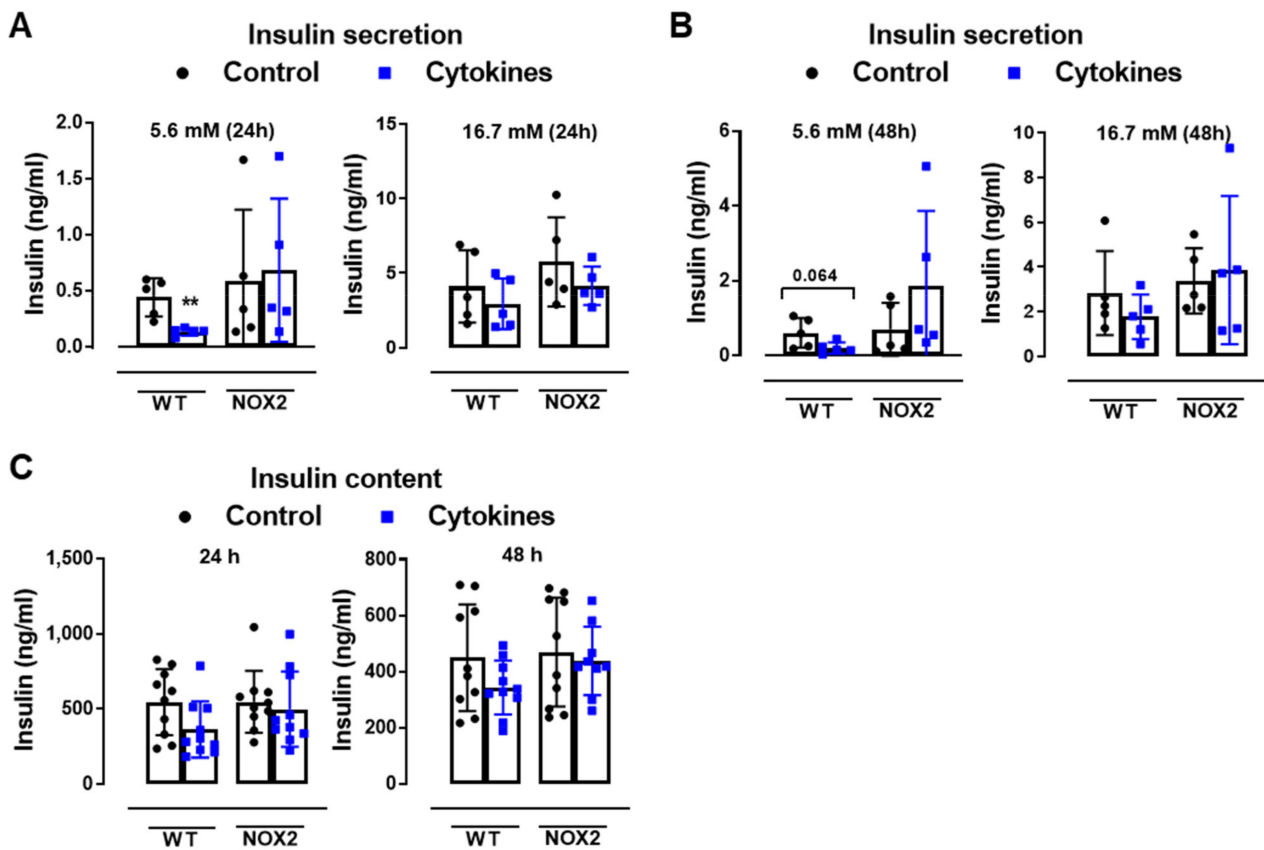 A
Insulin secretion
Control Cytokines
5.6 mM (24h)
Insulin (ng/ml)
2.0
1.5
1.0
0.5
0.0
**
WT NOX2
16.7 mM (24h)
Insulin (ng/ml)
15
10
5
0
WT NOX2
B
Insulin secretion
Control Cytokines
5.6 mM (48h)
Insulin (ng/ml)
6
4
2
0
0.064
WT NOX2
16.7 mM (48h)
Insulin (ng/ml)
10
8
6
4
2
0
WT NOX2
C
Insulin content
Control Cytokines
24 h
Insulin (ng/ml)
1,500
1,000
500
0
WT NOX2
48 h
Insulin (ng/ml)
800
600
400
200
0
WT NOX2